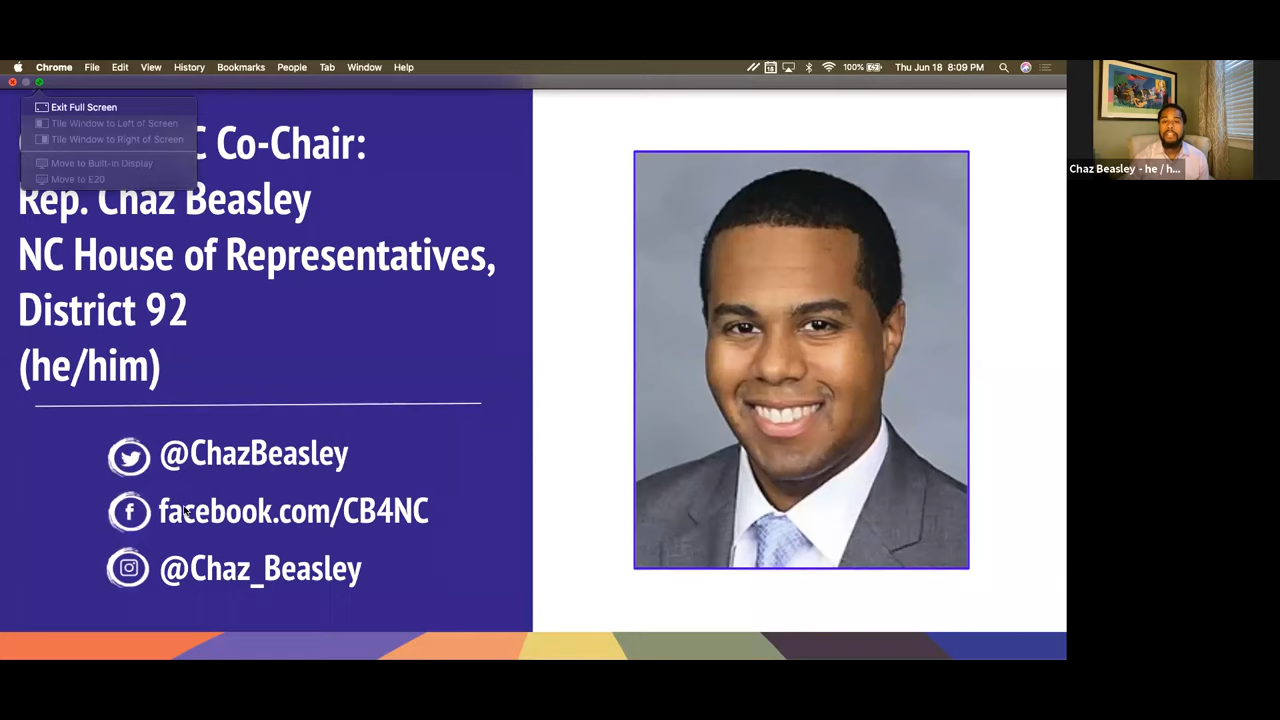 Chrome File Edit View History Bookmarks People Tab Window Help
100% Thu Jun 18 8:09 PM
Exit Full Screen
Tile Window to Left of Screen
Tile Window to Right of Screen
Move to Built-in Display
Move to E20
C Co-Chair:
Rep. Chaz Beasley
NC House of Representatives,
District 92
(he/him)
@ChazBeasley
facebook.com/CB4NC
@Chaz_Beasley
Chaz Beasley - he / h...